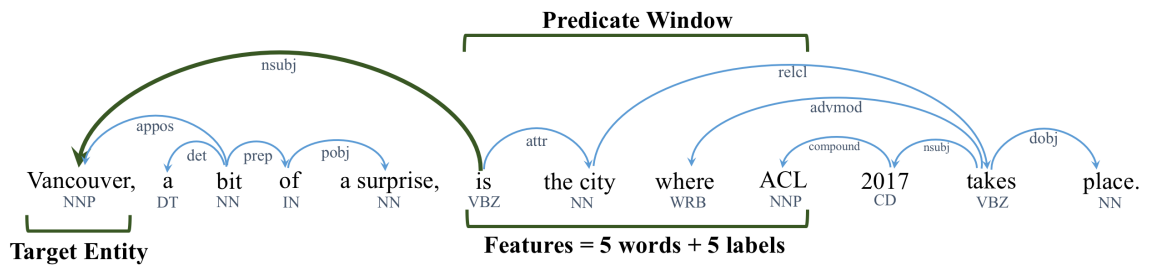 Predicate Window
nsubj
relcl
advmod
appos
det
prep
pobj
attr
compound
nsubj
dobj
Vancouver, a bit of a surprise, is the city where ACL 2017 takes place.
NNP DT NN IN NN VBZ NN WRB NNP CD VBZ NN
Target Entity
Features = 5 words + 5 labels